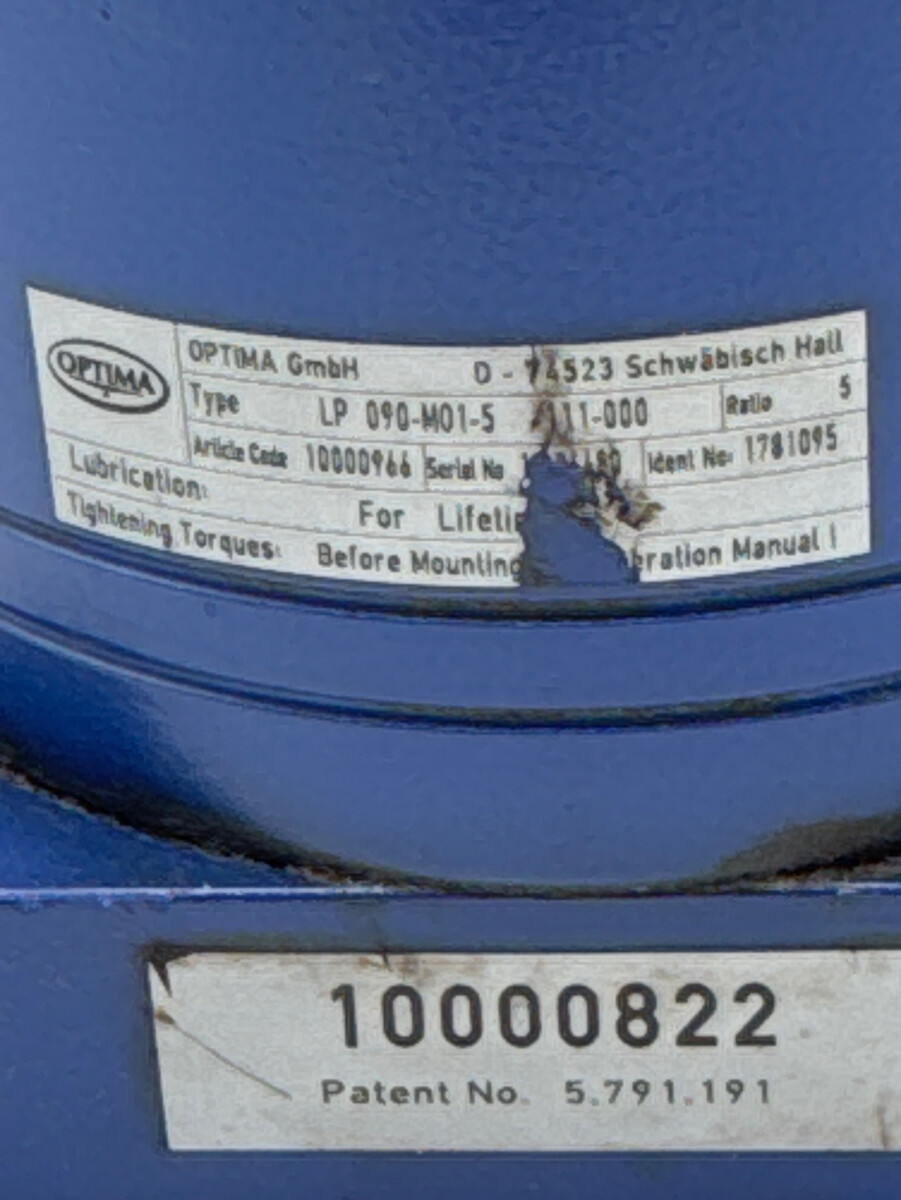 OPTIMA
OPTIMA GmbH D - 74523 Schwäbisch Hall
Type LP 090-M01-5 111-000 Ratio 5
Article Code 10000966 Serial No Ident No. 1781095
Lubrication: For
Tightening Torques: Before Mounting Manual !
10000822
Patent No. 5.791.191